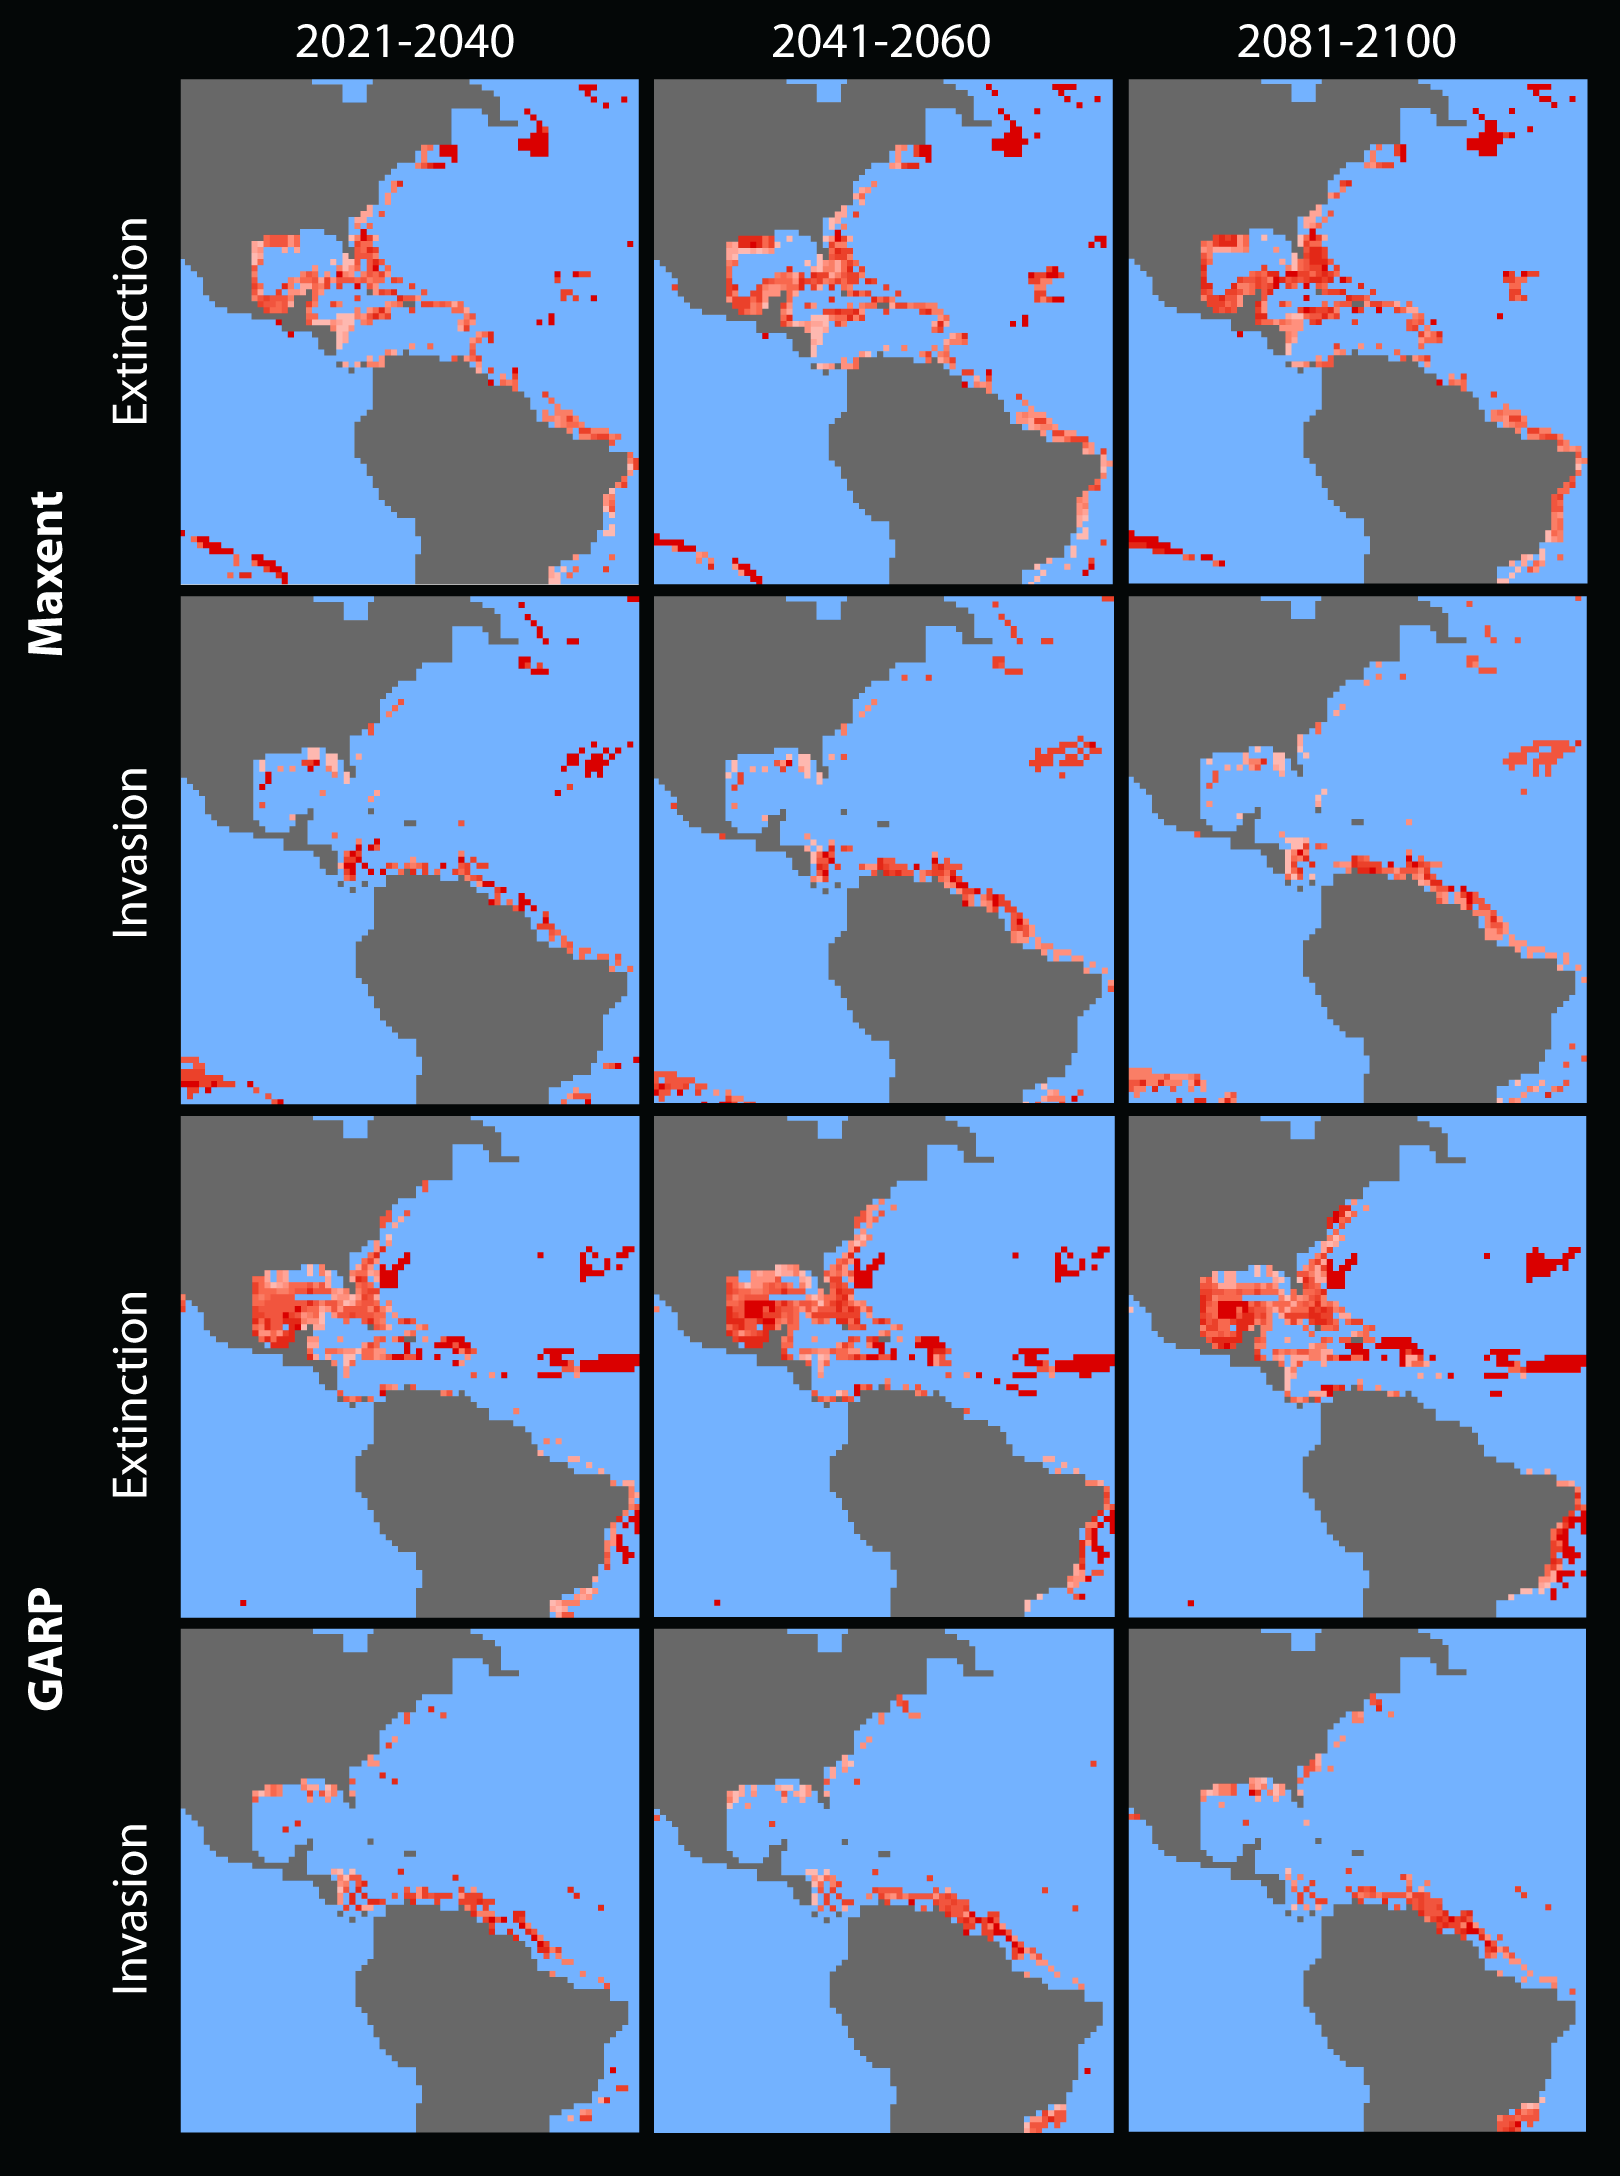 2021-2040 2041-2060 2081-2100
Maxent
Extinction
Invasion
GARP
Extinction
Invasion